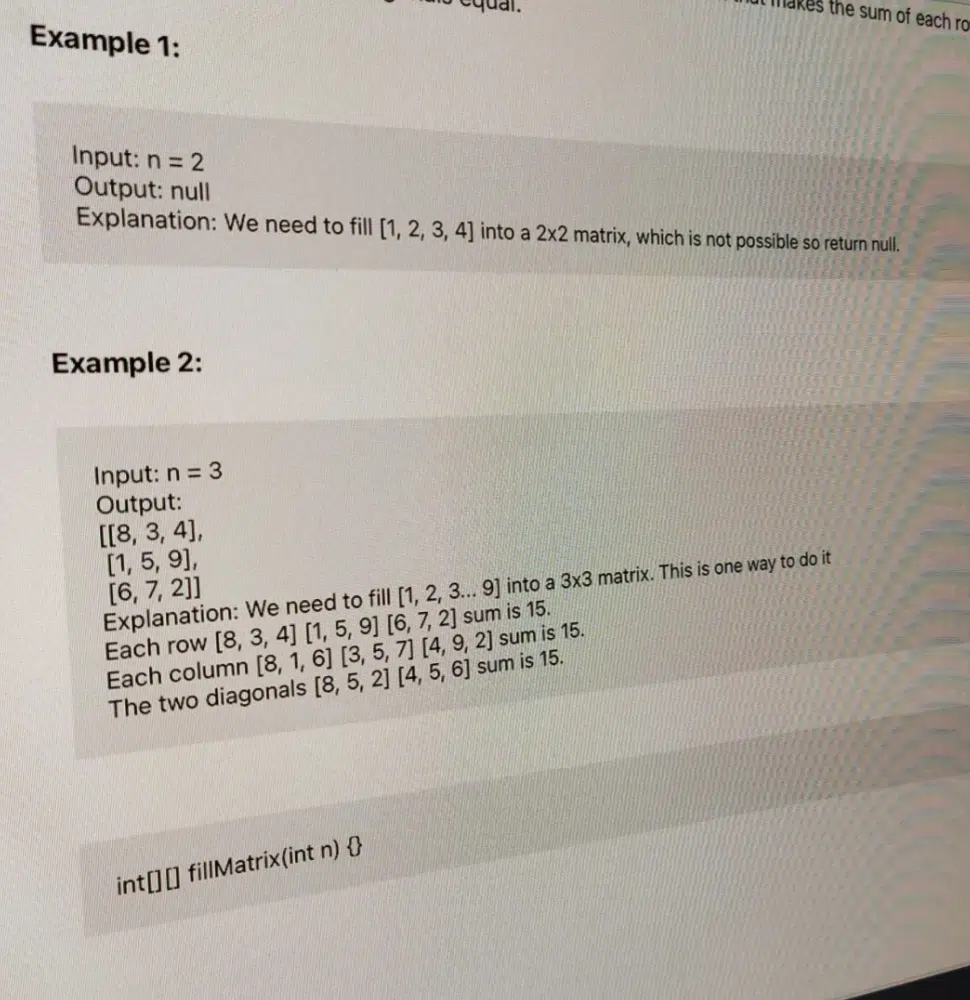 makes the sum of each ro
equal.
Example 1:
Input: n = 2
Output: null
Explanation: We need to fill [1, 2, 3, 4] into a 2x2 matrix, which is not possible so return null.
Example 2:
Input: n = 3
Output:
[[8, 3, 4],
[1, 5, 9],
[6, 7, 2]]
Explanation: We need to fill [1, 2, 3... 9] into a 3x3 matrix. This is one way to do it
Each row [8, 3, 4] [1, 5, 9] [6, 7, 2] sum is 15.
Each column [8, 1, 6] [3, 5, 7] [4, 9, 2] sum is 15.
The two diagonals [8, 5, 2] [4, 5, 6] sum is 15.
int[][] fillMatrix(int n) {}